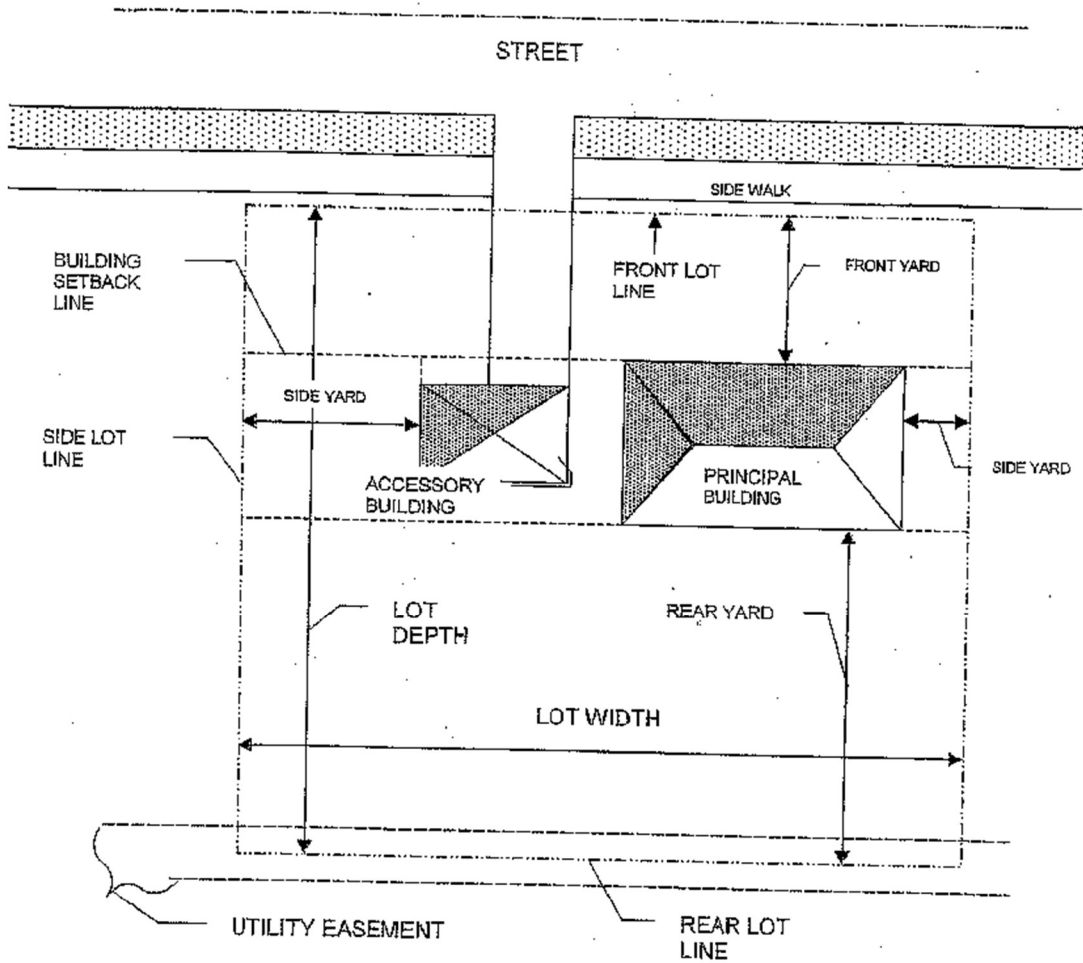 STREET
SIDE WALK
BUILDING
SETBACK
LINE
FRONT LOT
LINE
FRONT YARD
SIDE YARD
SIDE LOT
LINE
ACCESSORY
BUILDING
PRINCIPAL
BUILDING
SIDE YARD
LOT
DEPTH
REAR YARD
LOT WIDTH
UTILITY EASEMENT
REAR LOT
LINE